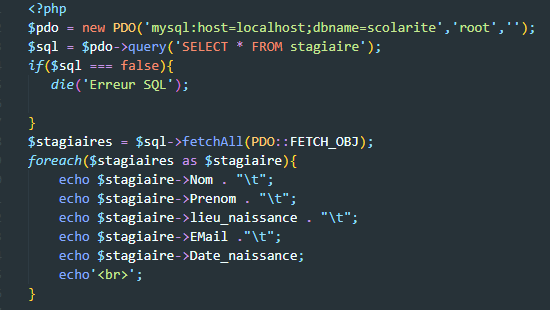 <?php
$pdo = new PDO('mysql:host=localhost;dbname=scolarite','root','');
$sql = $pdo->query('SELECT * FROM stagiaire');
if($sql === false){
   die('Erreur SQL');

}
$stagiaires = $sql->fetchAll(PDO::FETCH_OBJ);
foreach($stagiaires as $stagiaire){
    echo $stagiaire->Nom . "\t";
    echo $stagiaire->Prenom . "\t";
    echo $stagiaire->lieu_naissance . "\t";
    echo $stagiaire->EMail ."\t";
    echo $stagiaire->Date_naissance;
    echo'<br>';
}